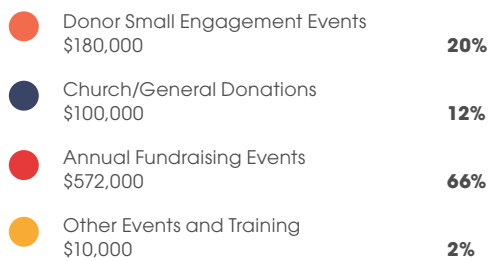 Donor Small Engagement Events
$180,000 20%
Church/General Donations
$100,000 12%
Annual Fundraising Events
$572,000 66%
Other Events and Training
$10,000 2%